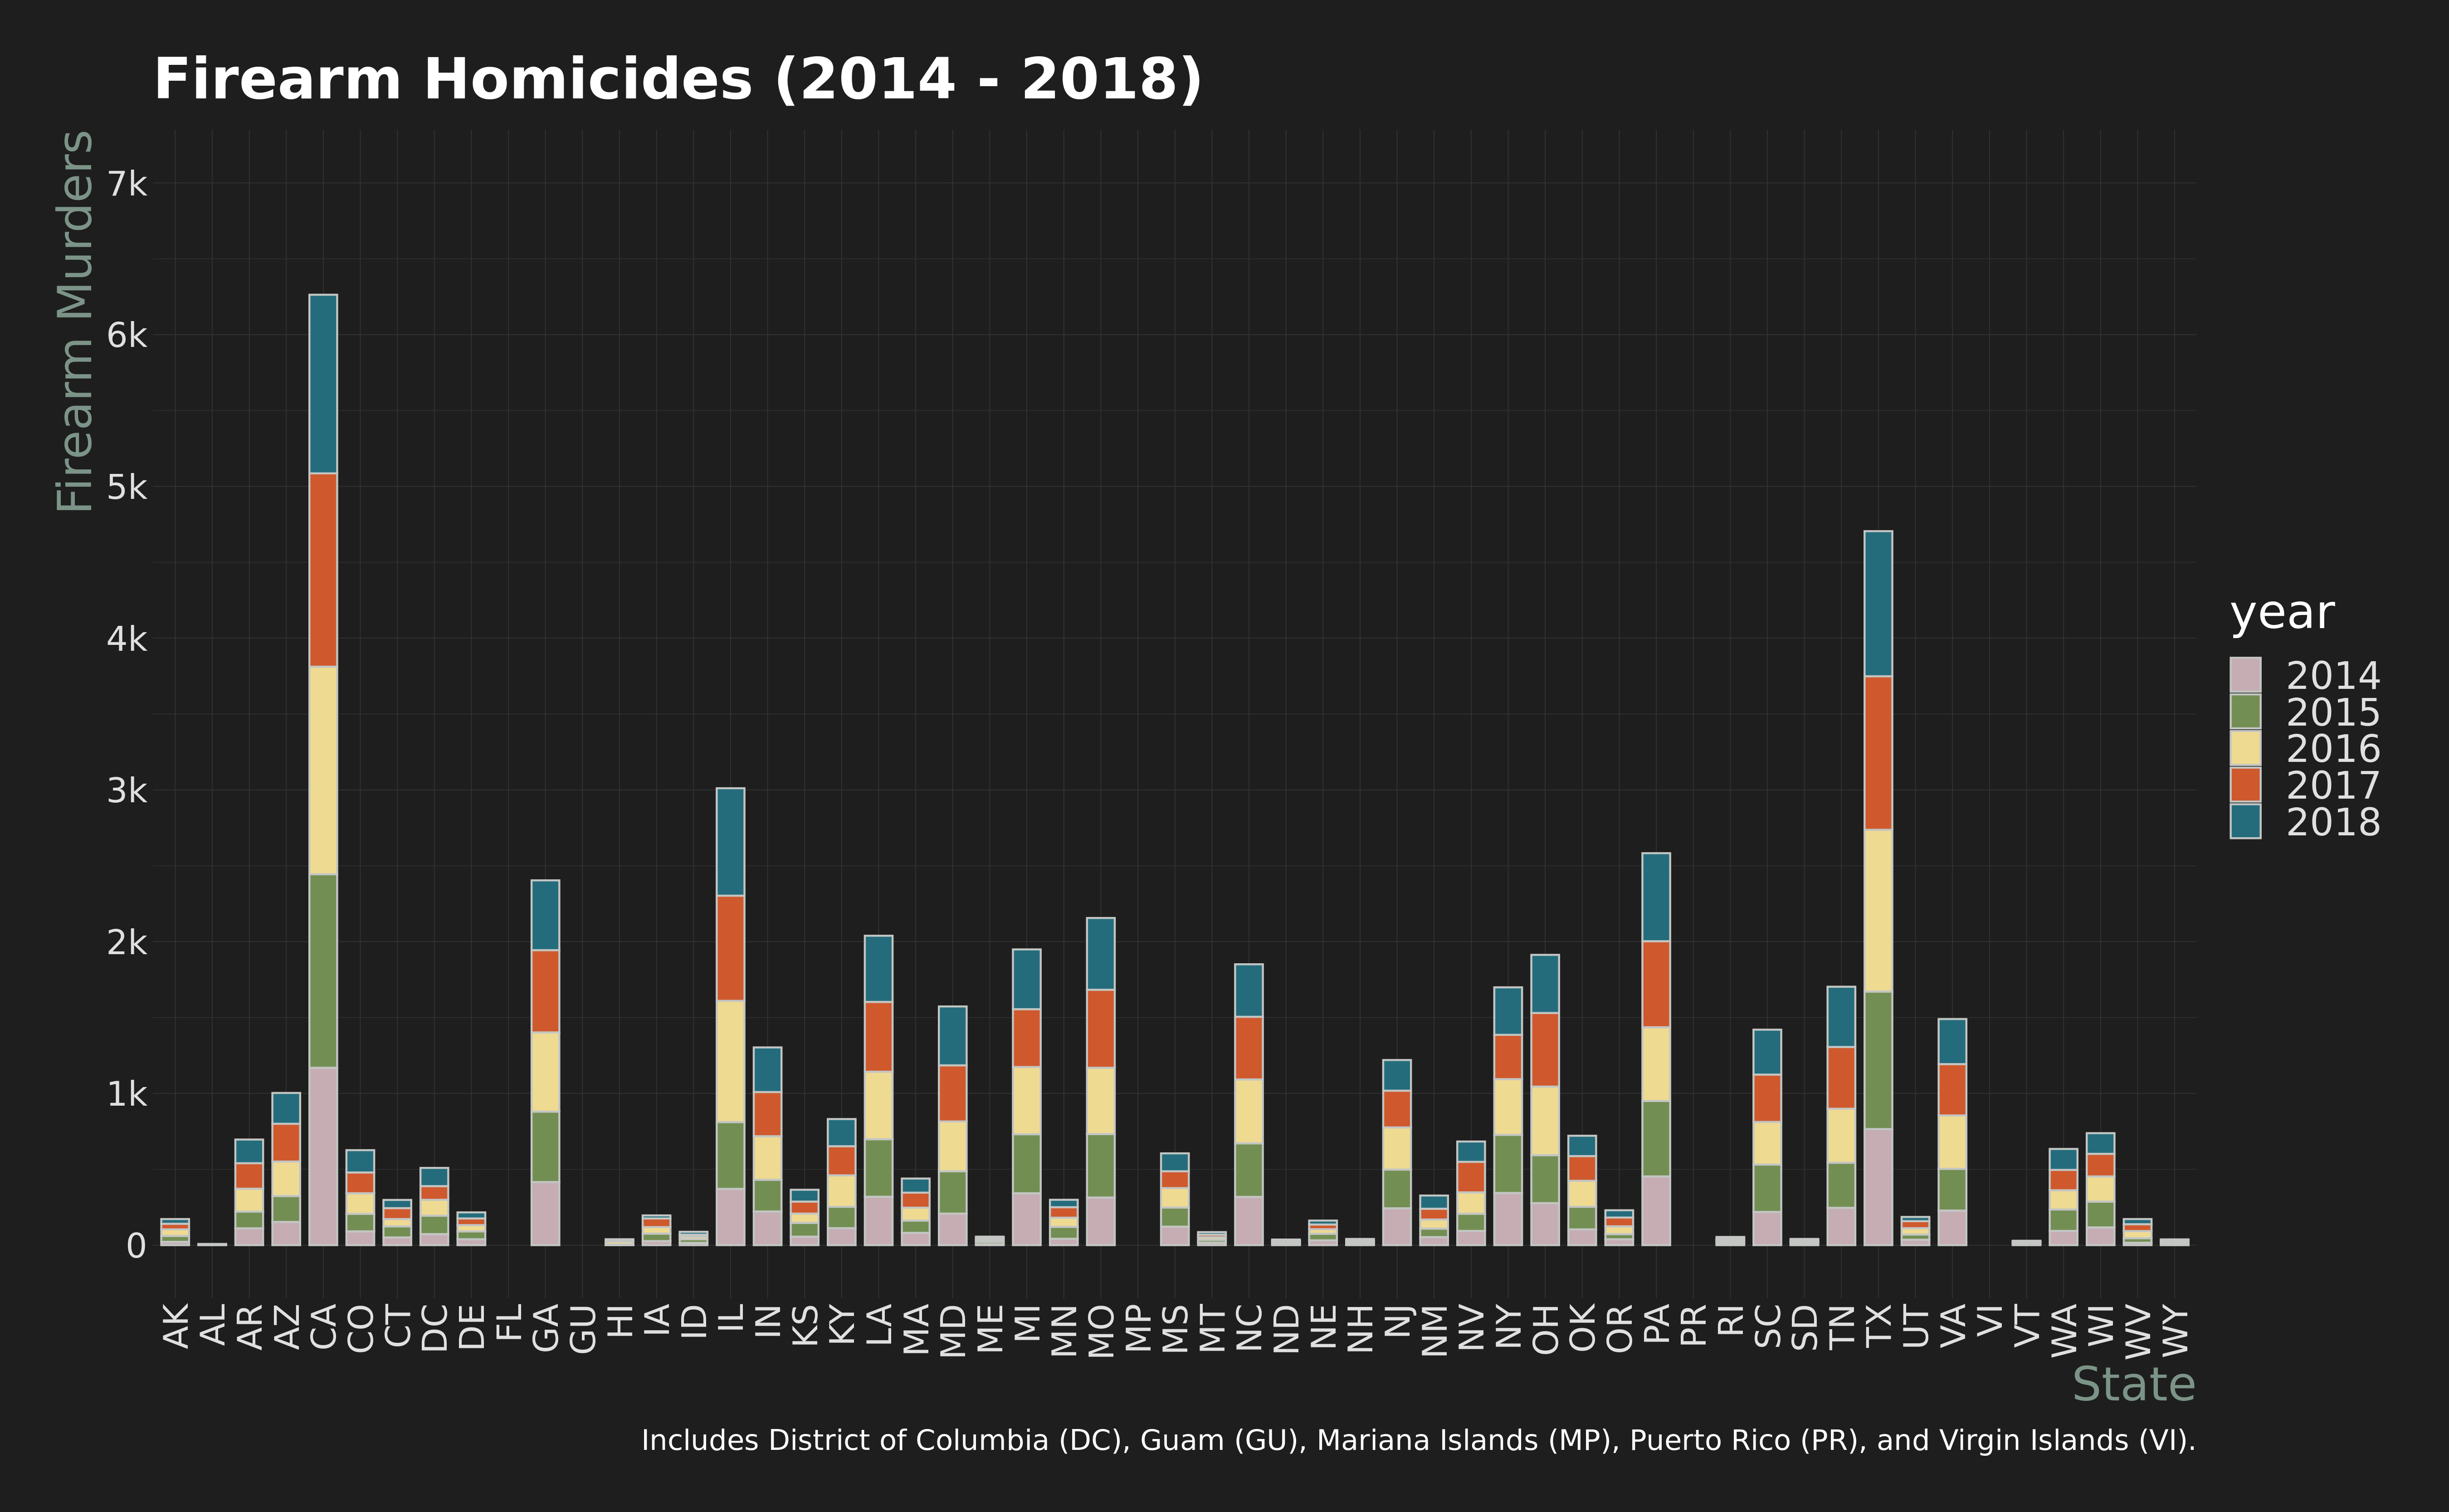 Firearm Homicides (2014 - 2018)
Firearm Murders
7k
6k
5k
4k
3k
2k
1k
0
year
2014
2015
2016
2017
2018
AK AL AR AZ CA CO CT DC DE FL GA GU HI IA ID IL IN KS KY LA MA MD ME MI MN MO MP MS MT NC ND NE NH NJ NM NV NY OH OK OR PA PR RI SC SD TN TX UT VA VI VT WA WI WV WY
State
Includes District of Columbia (DC), Guam (GU), Mariana Islands (MP), Puerto Rico (PR), and Virgin Islands (VI).